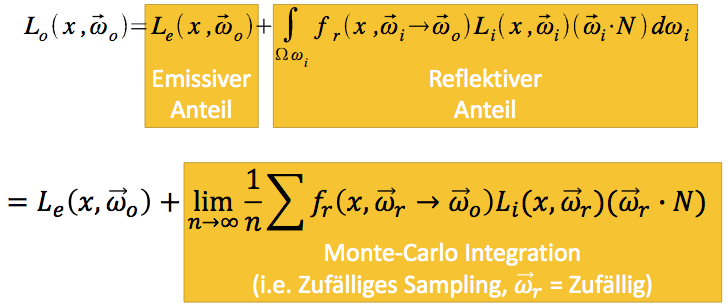 L_o(x,ω⃗_o)=L_e(x,ω⃗_o)+∫_{Ωω_i} f_r(x,ω⃗_i→ω⃗_o)L_i(x,ω⃗_i)(ω⃗_i·N)dω_i
Emissiver Anteil
Reflektiver Anteil
= L_e(x,ω⃗_o) + lim_{n→∞} 1/n ∑ f_r(x,ω⃗_r → ω⃗_o)L_i(x,ω⃗_r)(ω⃗_r · N)
Monte-Carlo Integration
(i.e. Zufälliges Sampling, ω⃗_r = Zufällig)